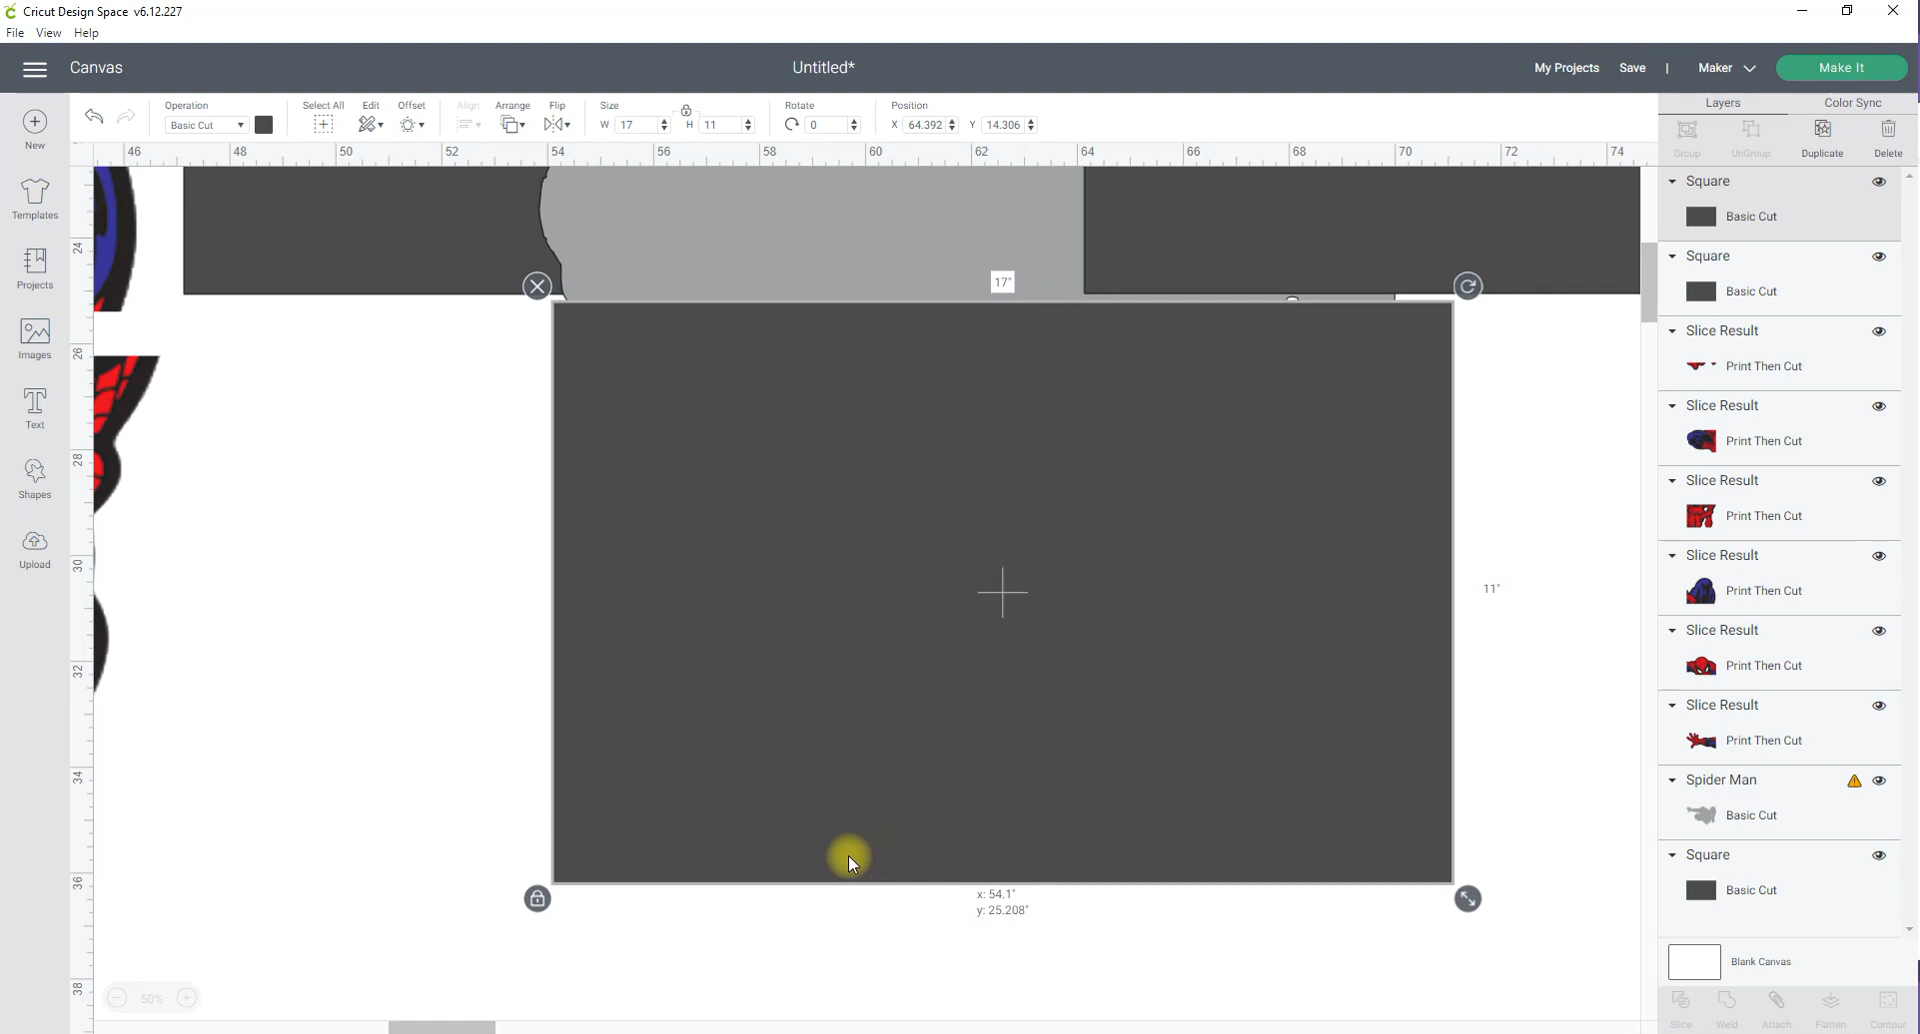 Cricut Design Space v6.12.227
File View Help
Canvas
Untitled*
My Projects Save | Maker Make It
New
Templates
Projects
Images
Text
Shapes
Upload
Operation
Basic Cut
Select All Edit Offset Align Arrange Flip
Size
W 17 H 11
Rotate
0
Position
X 64.392 Y 14.306
46 48 50 52 54 56 58 60 62 64 66 68 70 72 74
24
26
28
30
32
34
36
38
17"
11"
x: 54.1"
y: 25.208"
50%
Layers Color Sync
Group UnGroup Duplicate Delete
Square
Basic Cut
Square
Basic Cut
Slice Result
Print Then Cut
Slice Result
Print Then Cut
Slice Result
Print Then Cut
Slice Result
Print Then Cut
Slice Result
Print Then Cut
Slice Result
Print Then Cut
Spider Man
Basic Cut
Square
Basic Cut
Blank Canvas
Slice Weld Attach Flatten Contour